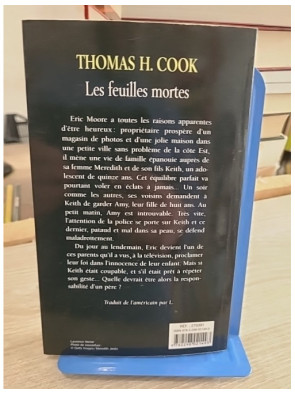 THOMAS H. COOK
Les feuilles mortes
Eric Moore a toutes les raisons apparentes
d'être heureux : propriétaire prospère d'un
magasin de photos et d'une jolie maison dans
une petite ville sans problème de la côte Est,
il mène une vie de famille épanouie auprès de
sa femme Meredith et de son fils Keith, un ado-
lescent de quinze ans. Cet équilibre parfait va
pourtant voler en éclats à jamais... Un soir
comme les autres, ses voisins demandent à
Keith de garder Amy, leur fille de huit ans. Au
petit matin, Amy est introuvable. Très vite,
l'attention de la police se porte sur Keith et ce
dernier, pataud et mal dans sa peau, se défend
maladroitement.
Du jour au lendemain, Eric devient l'un de
ces parents qu'il a vus, à la télévision, proclamer
leur foi dans l'innocence de leur enfant. Mais si
Keith était coupable, et s'il était prêt à répéter
son geste... Quelle devrait être alors la respon-
sabilité d'un père ?
Traduit de l'américain par L.